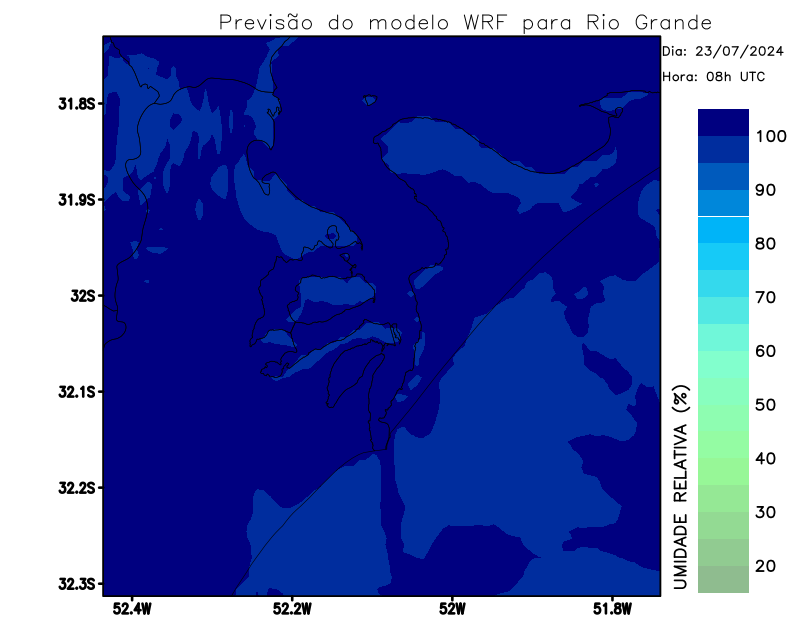 Previsão do modelo WRF para Rio Grande
Dia: 23/07/2024
Hora: 08h UTC
31.8S
31.9S
32S
32.1S
32.2S
32.3S
52.4W
52.2W
52W
51.8W
UMIDADE RELATIVA (%)
100
90
80
70
60
50
40
30
20